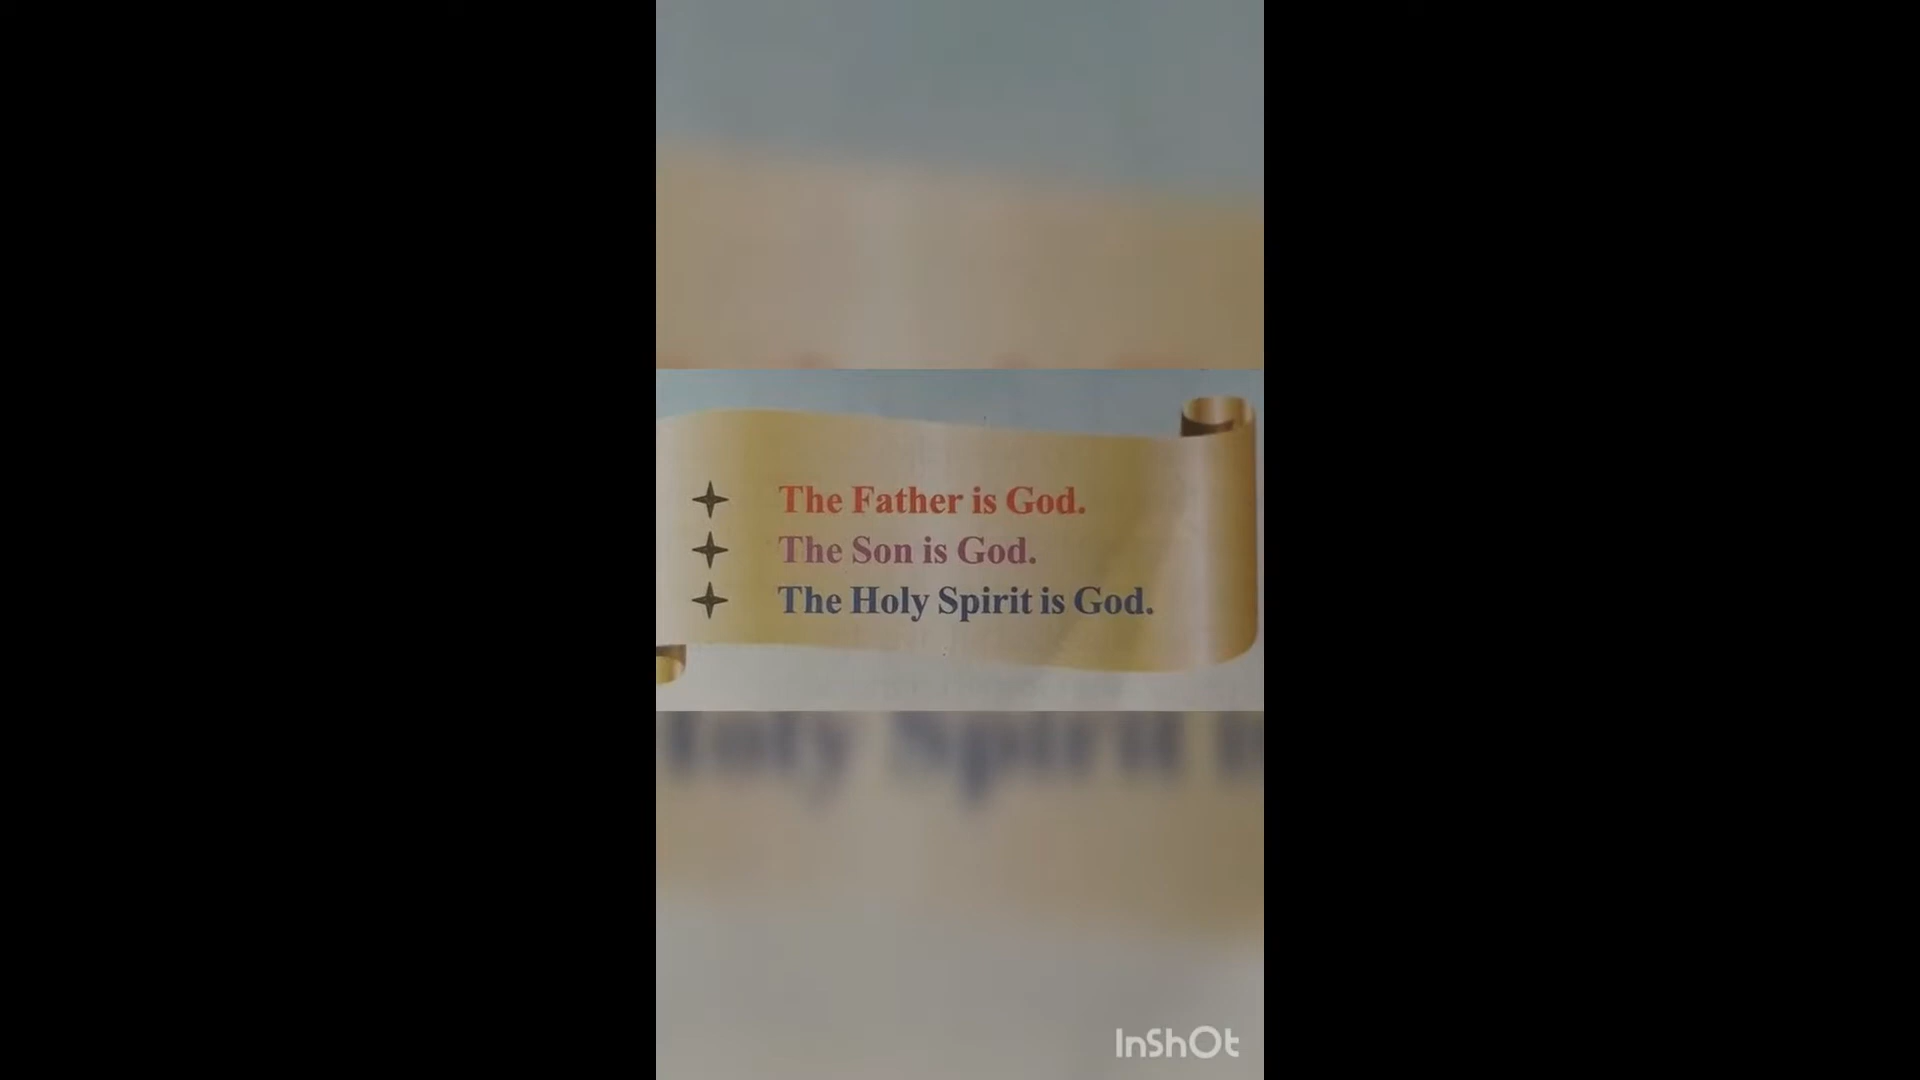 The Father is God.
The Son is God.
The Holy Spirit is God.
InShOt